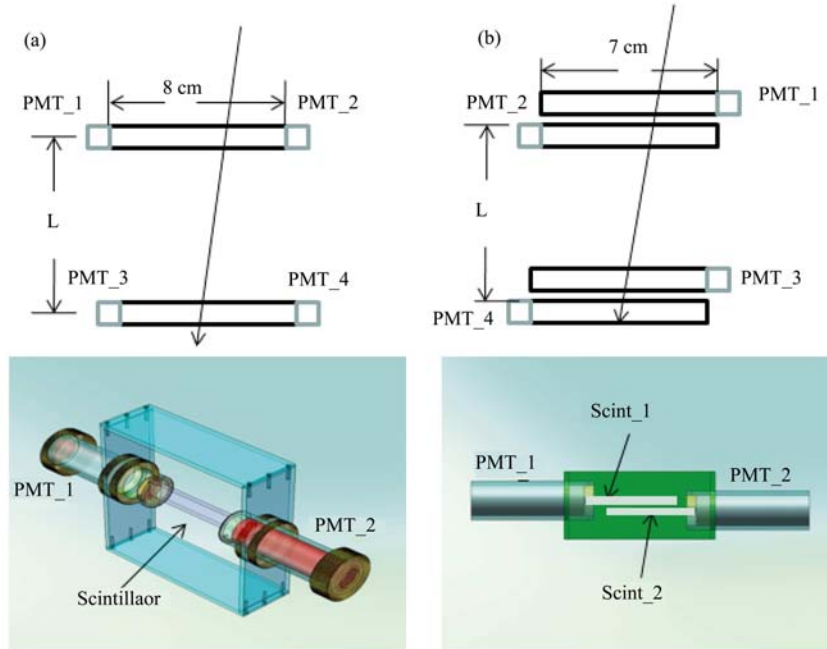 (a)
8 cm
PMT_1
PMT_2
L
PMT_3
PMT_4
(b)
7 cm
PMT_2
PMT_1
L
PMT_3
PMT_4
PMT_1
PMT_2
Scintillaor
Scint_1
PMT_1
PMT_2
Scint_2